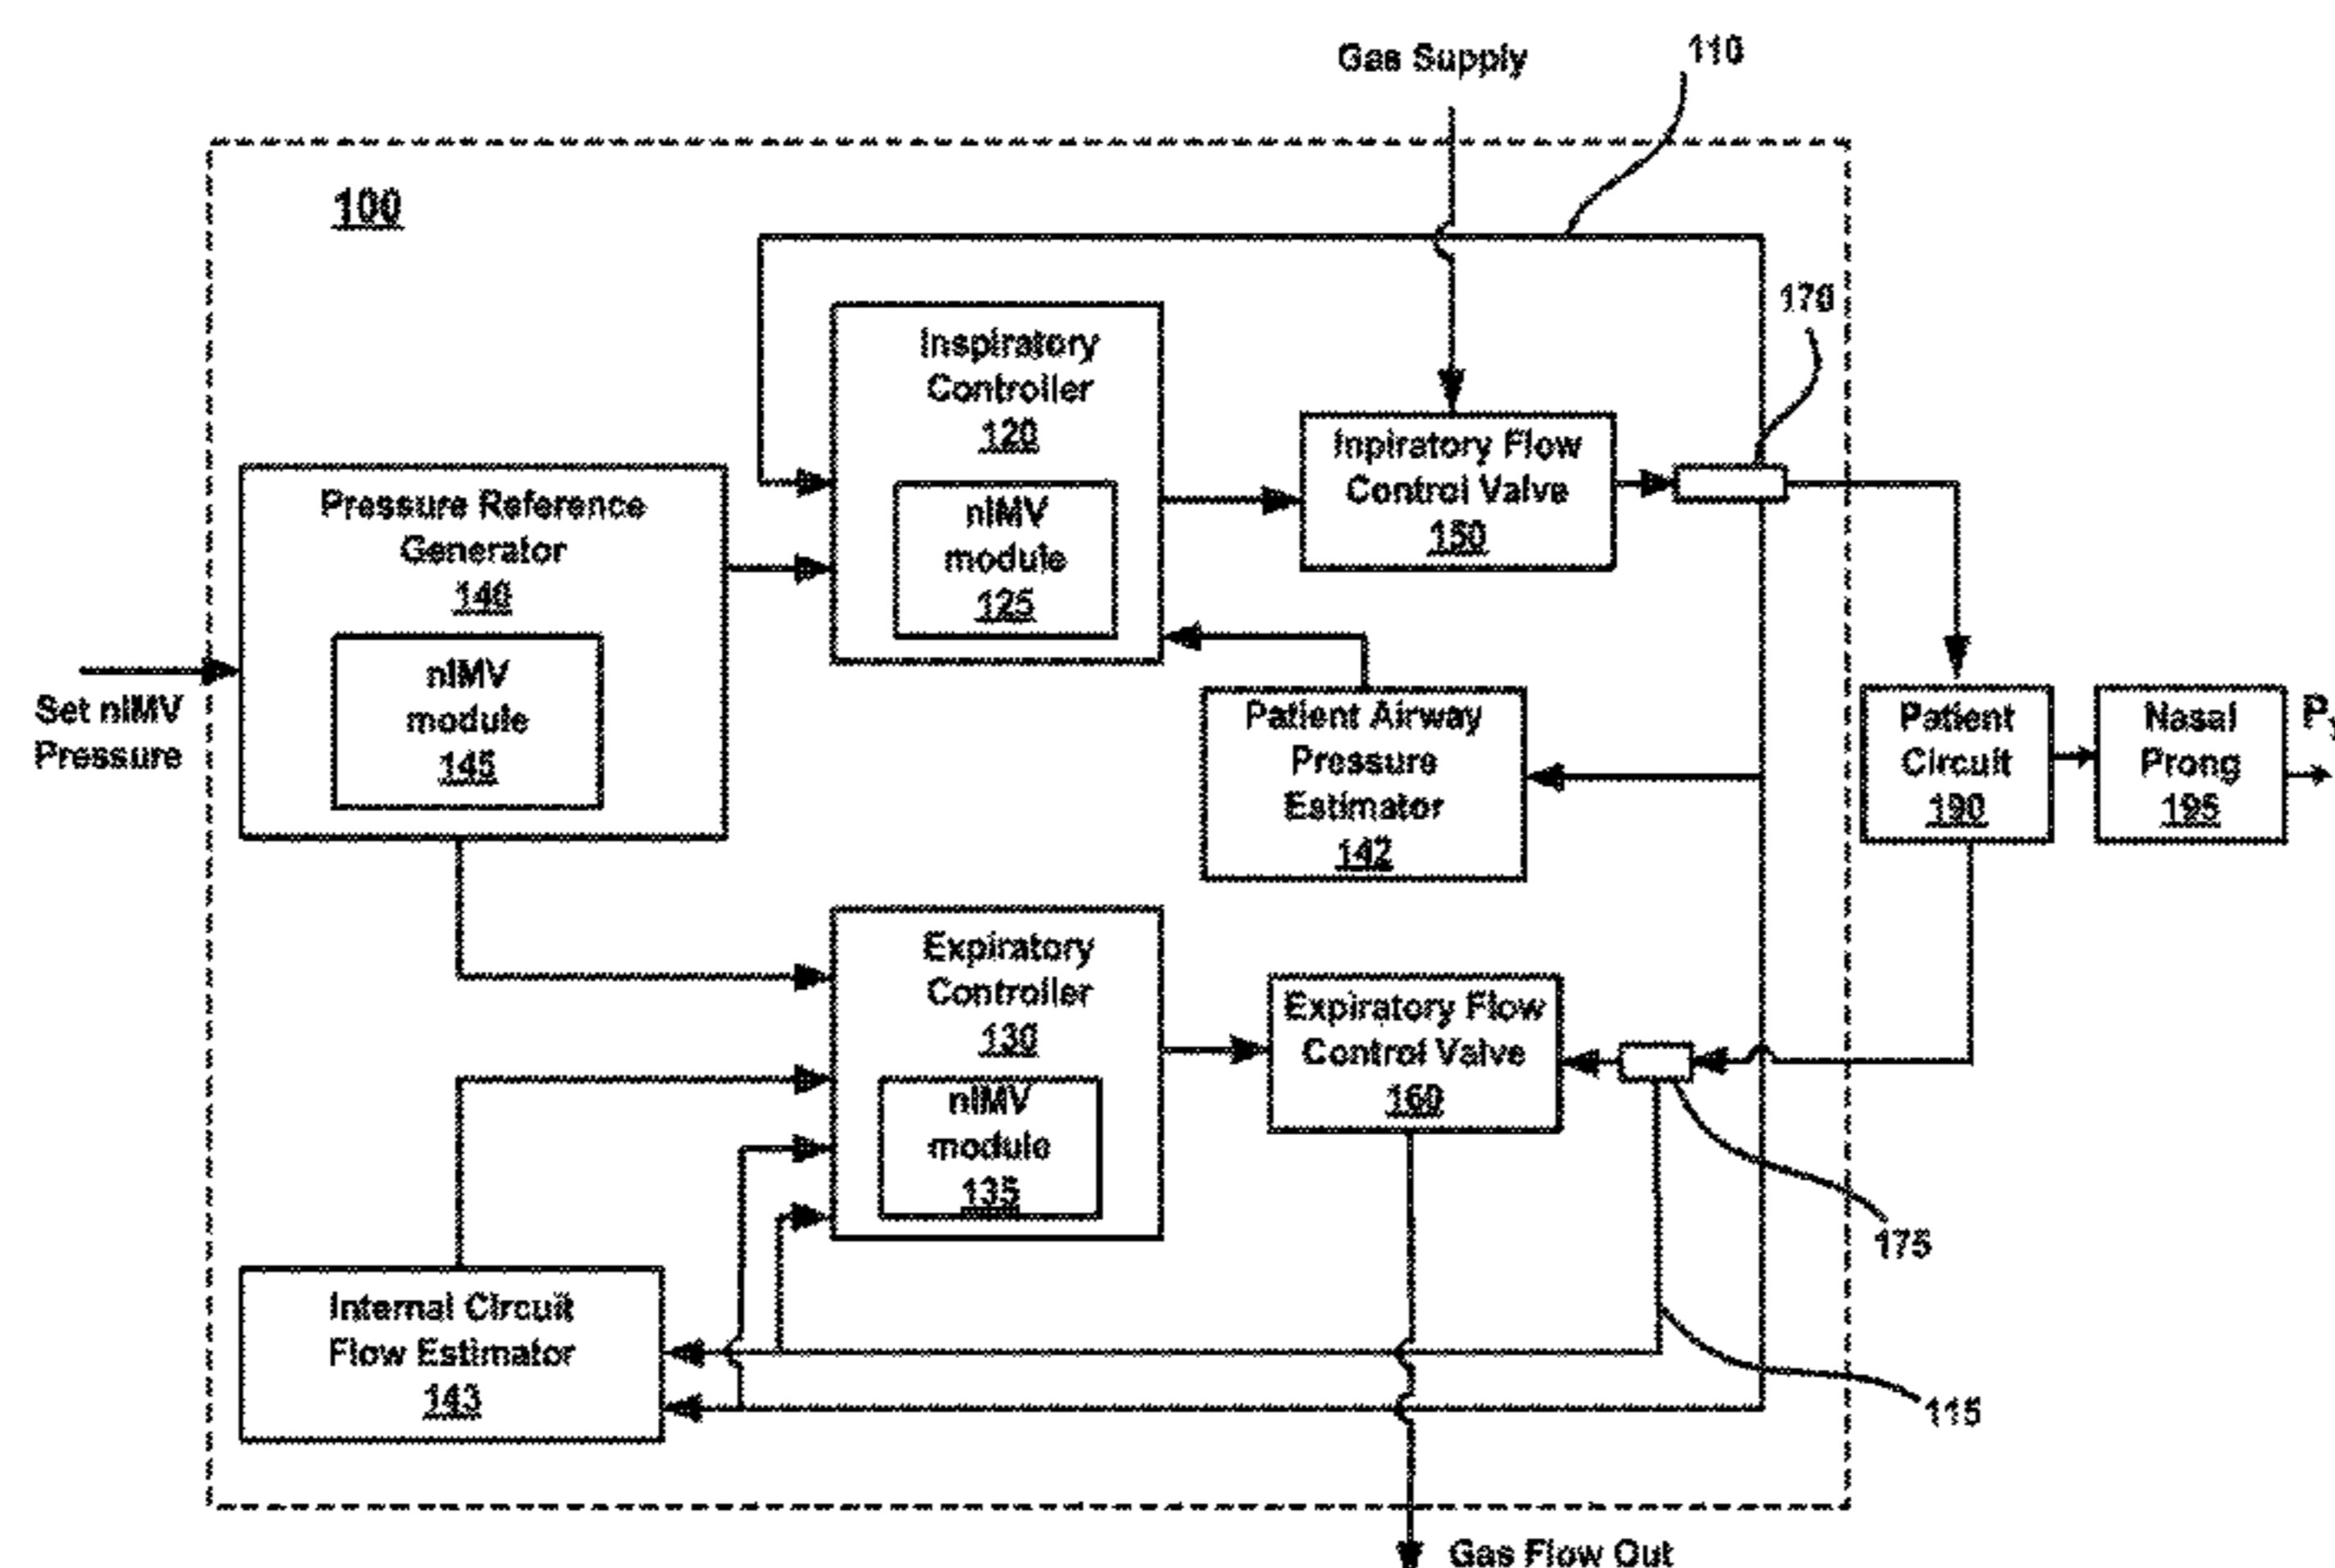 Gas Supply
110
100
170
Inspiratory
Controller
120
nIMV
module
125
Inpiratory Flow
Control Valve
150
Pressure Reference
Generator
140
nIMV
module
145
Set nIMV
Pressure
Patient Airway
Pressure
Estimator
142
Patient
Circuit
190
Nasal
Prong
195
Expiratory
Controller
130
nIMV
module
135
Expiratory Flow
Control Valve
160
175
Internal Circuit
Flow Estimator
143
115
Gas Flow Out